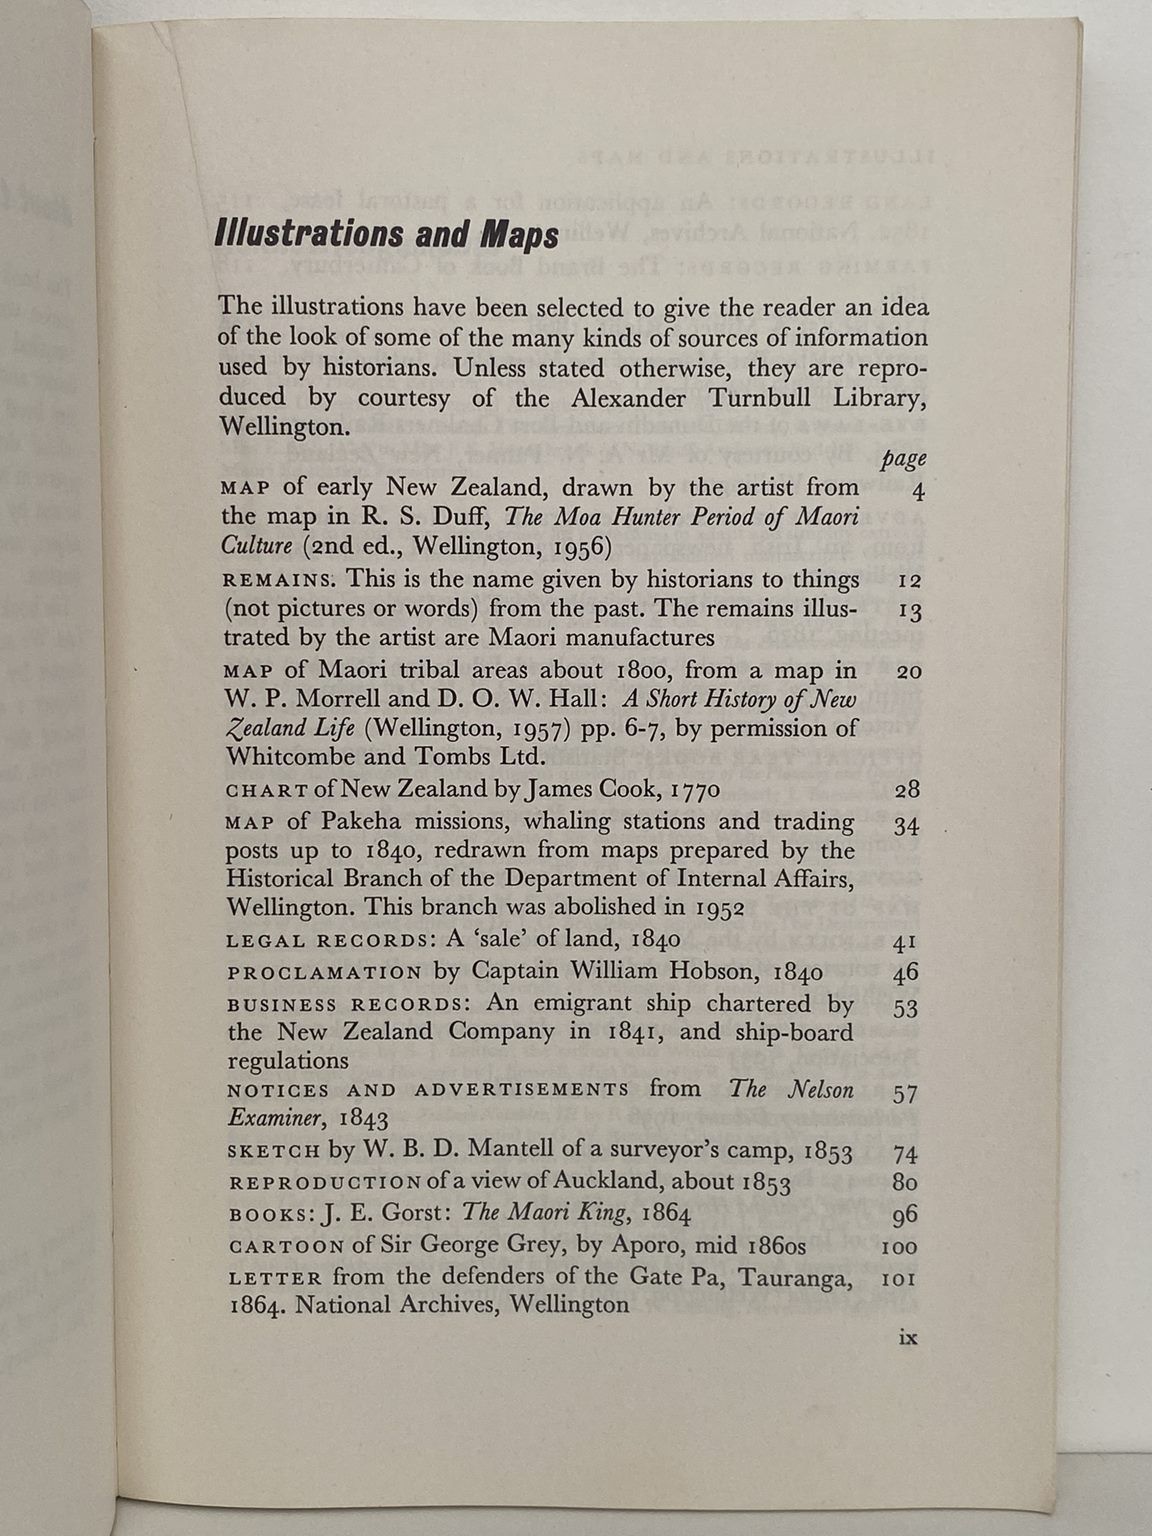 Illustrations and Maps
The illustrations have been selected to give the reader an idea
of the look of some of the many kinds of sources of information
used by historians. Unless stated otherwise, they are repro-
duced by courtesy of the Alexander Turnbull Library,
Wellington.
page
MAP of early New Zealand, drawn by the artist from 4
the map in R. S. Duff, The Moa Hunter Period of Maori
Culture (2nd ed., Wellington, 1956)
REMAINS. This is the name given by historians to things 12
(not pictures or words) from the past. The remains illus- 13
trated by the artist are Maori manufactures
MAP of Maori tribal areas about 1800, from a map in 20
W. P. Morrell and D. O. W. Hall: A Short History of New
Zealand Life (Wellington, 1957) pp. 6-7, by permission of
Whitcombe and Tombs Ltd.
CHART of New Zealand by James Cook, 1770 28
MAP of Pakeha missions, whaling stations and trading 34
posts up to 1840, redrawn from maps prepared by the
Historical Branch of the Department of Internal Affairs,
Wellington. This branch was abolished in 1952
LEGAL RECORDS: A ‘sale’ of land, 1840 41
PROCLAMATION by Captain William Hobson, 1840 46
BUSINESS RECORDS: An emigrant ship chartered by 53
the New Zealand Company in 1841, and ship-board
regulations
NOTICES AND ADVERTISEMENTS from The Nelson 57
Examiner, 1843
SKETCH by W. B. D. Mantell of a surveyor's camp, 1853 74
REPRODUCTION of a view of Auckland, about 1853 80
BOOKS: J. E. Gorst: The Maori King, 1864 96
CARTOON of Sir George Grey, by Aporo, mid 1860s 100
LETTER from the defenders of the Gate Pa, Tauranga, 101
1864. National Archives, Wellington
ix